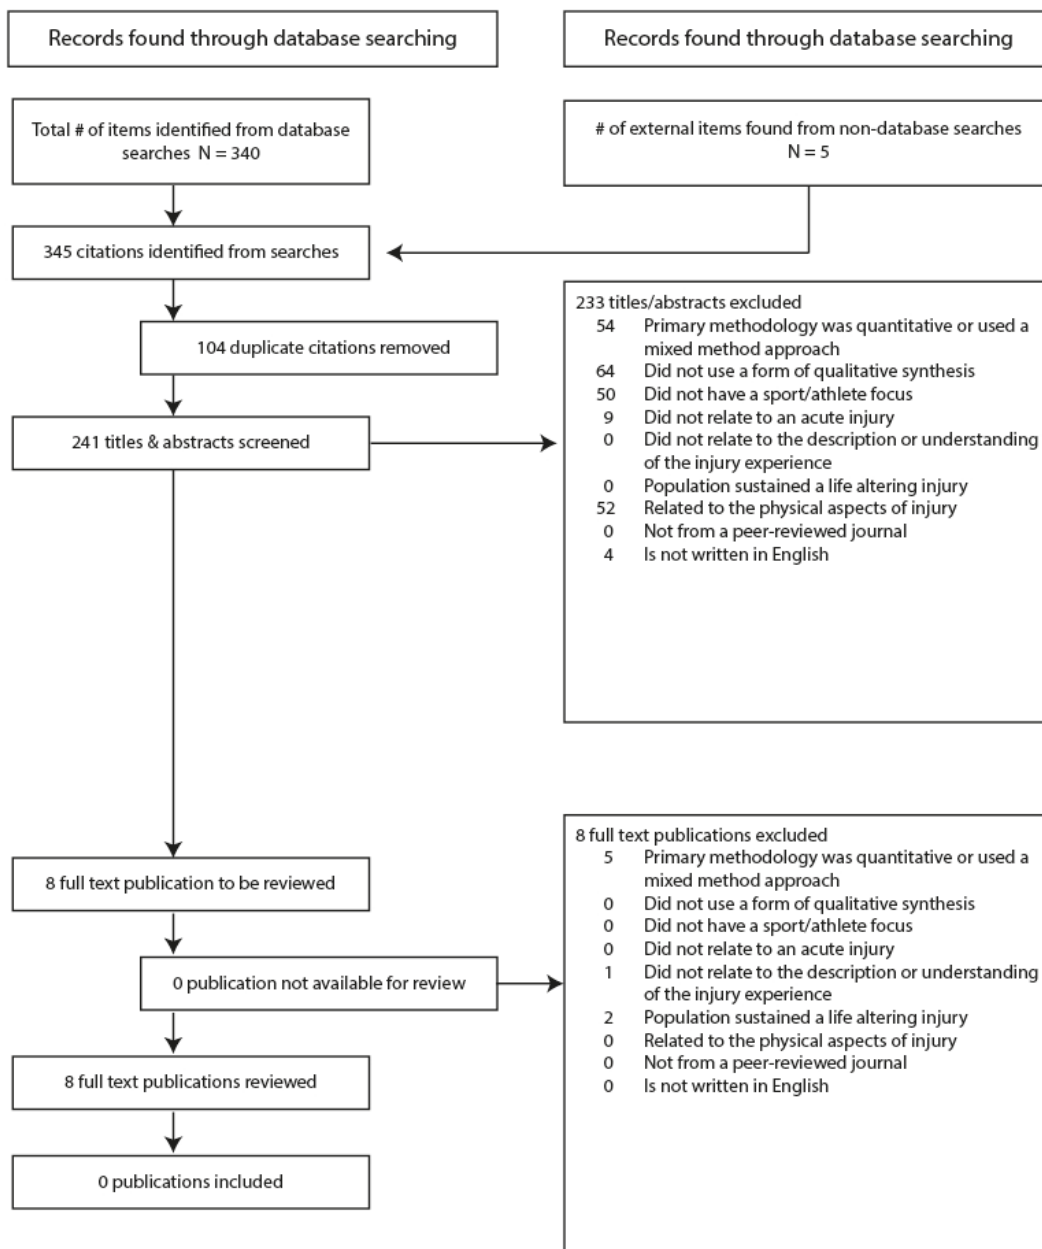 Records found through database searching
Records found through database searching
Total # of items identified from database
searches N = 340
# of external items found from non-database searches
N = 5
345 citations identified from searches
104 duplicate citations removed
241 titles & abstracts screened
233 titles/abstracts excluded
54 Primary methodology was quantitative or used a
mixed method approach
64 Did not use a form of qualitative synthesis
50 Did not have a sport/athlete focus
9 Did not relate to an acute injury
0 Did not relate to the description or understanding
of the injury experience
0 Population sustained a life altering injury
52 Related to the physical aspects of injury
0 Not from a peer-reviewed journal
4 Is not written in English
8 full text publication to be reviewed
0 publication not available for review
8 full text publications reviewed
0 publications included
8 full text publications excluded
5 Primary methodology was quantitative or used a
mixed method approach
0 Did not use a form of qualitative synthesis
0 Did not have a sport/athlete focus
0 Did not relate to an acute injury
1 Did not relate to the description or understanding
of the injury experience
2 Population sustained a life altering injury
0 Related to the physical aspects of injury
0 Not from a peer-reviewed journal
0 Is not written in English